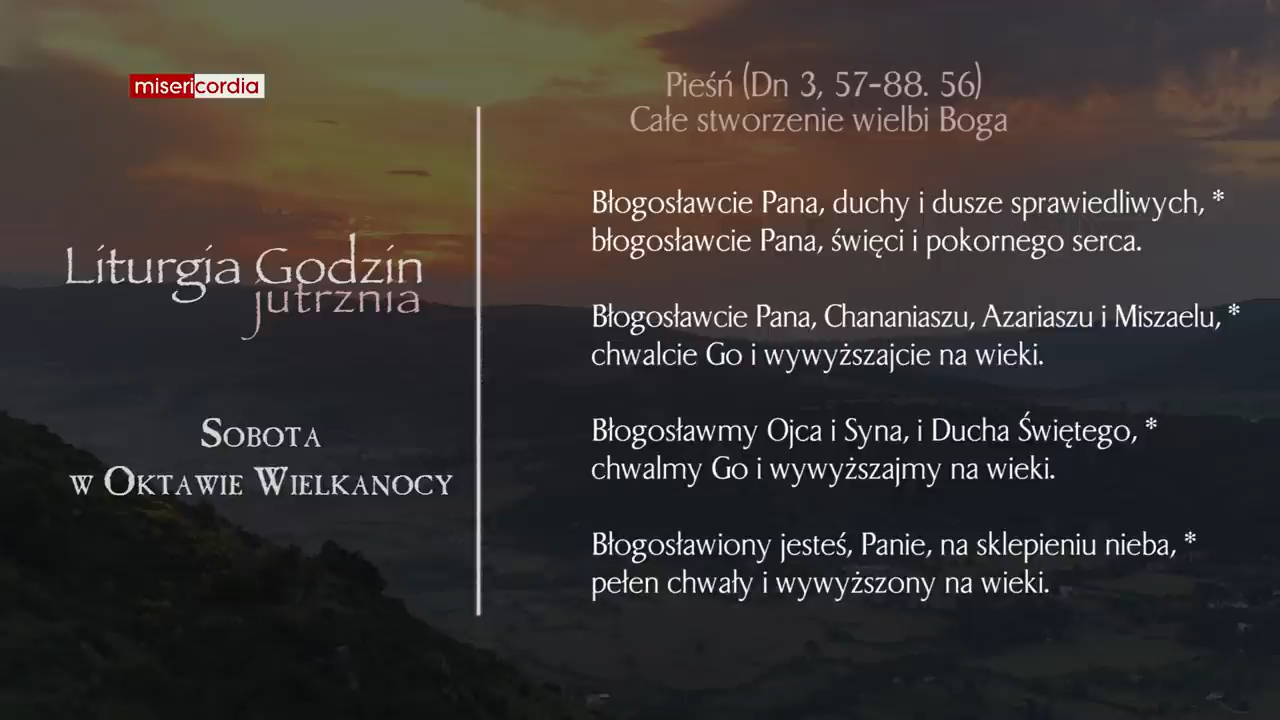 misericordia
Liturgia Godzin
jutrznia
Sobota
w Oktawie Wielkanocy
Pieśń (Dn 3, 57-88. 56)
Całe stworzenie wielbi Boga
Błogosławcie Pana, duchy i dusze sprawiedliwych, *
błogosławcie Pana, święci i pokornego serca.
Błogosławcie Pana, Chananiaszu, Azariaszu i Miszaelu, *
chwalcie Go i wywyższajcie na wieki.
Błogosławmy Ojca i Syna, i Ducha Świętego, *
chwalmy Go i wywyższajmy na wieki.
Błogosławiony jesteś, Panie, na sklepieniu nieba, *
pełen chwały i wywyższony na wieki.